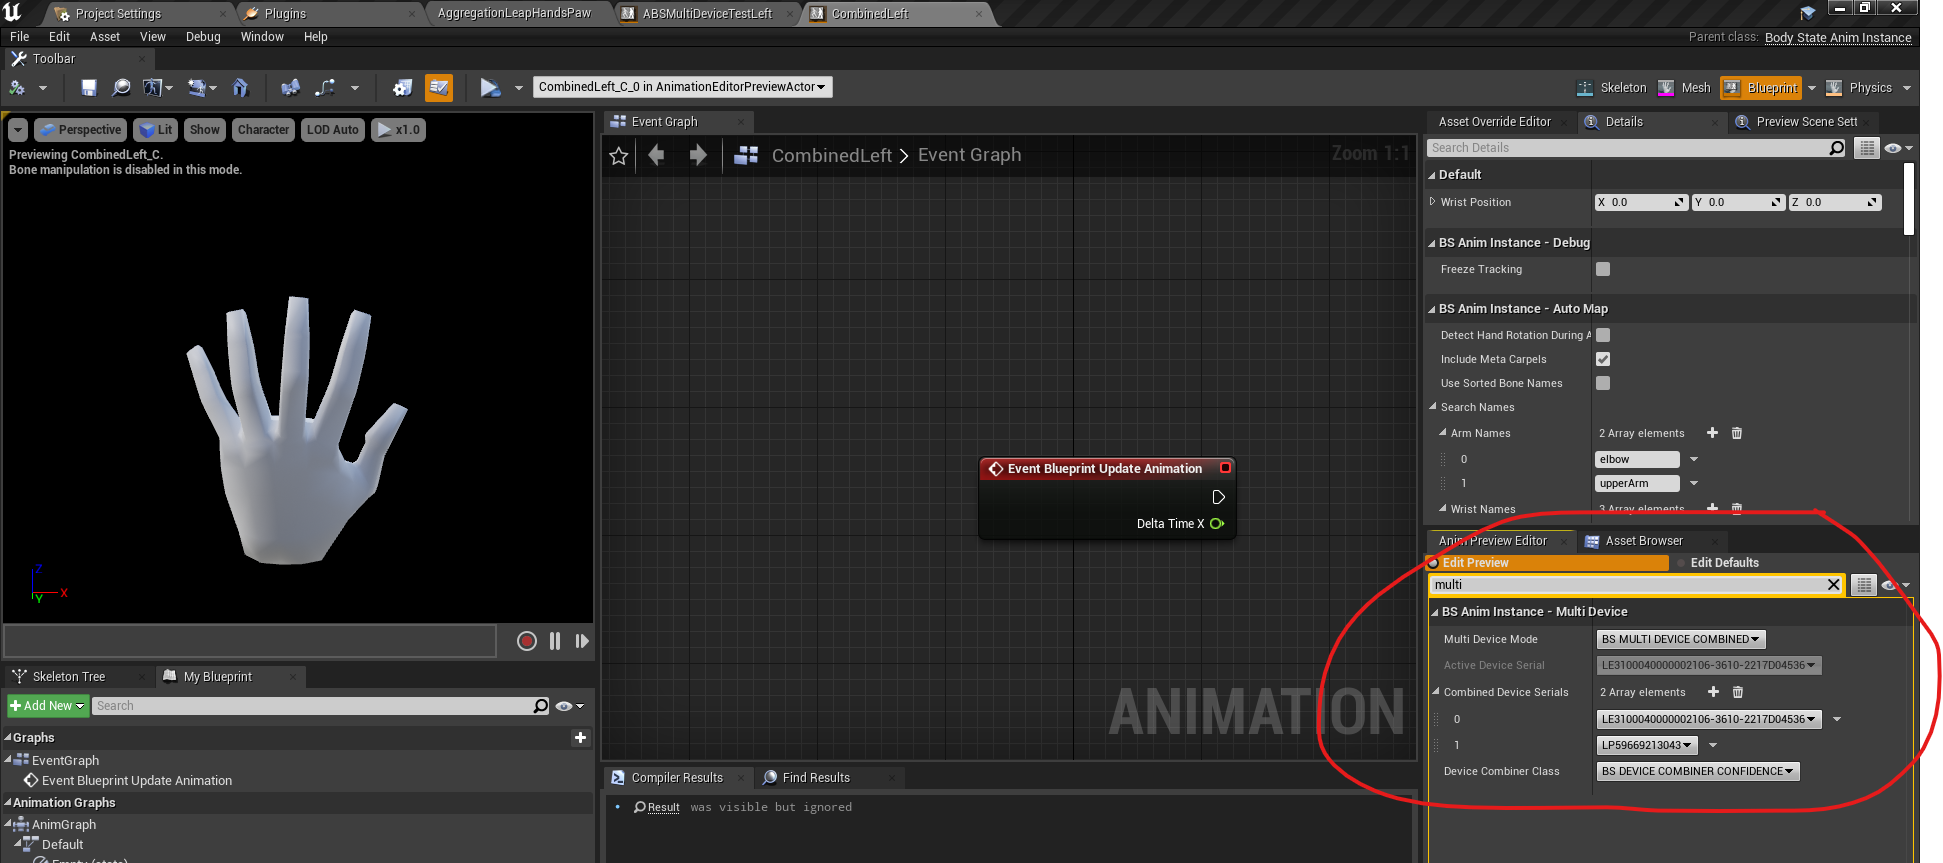 Project Settings
Plugins
AggregationLeapHandsPaw
ABSMultiDeviceTestLeft
CombinedLeft
File Edit Asset View Debug Window Help
Parent class: Body State Anim Instance
Toolbar
CombinedLeft_C_0 in AnimationEditorPreviewActor
Skeleton Mesh Blueprint Physics
Perspective Lit Show Character LOD Auto x1.0
Previewing CombinedLeft_C.
Bone manipulation is disabled in this mode.
Z
X
Y
Event Graph
CombinedLeft > Event Graph
Zoom 1:1
Event Blueprint Update Animation
Delta Time X
ANIMATION
Skeleton Tree
My Blueprint
Add New
Search
Graphs
EventGraph
Event Blueprint Update Animation
Animation Graphs
AnimGraph
Default
Empty (state)
Compiler Results
Find Results
Result was visible but ignored
Asset Override Editor
Details
Preview Scene Sett
Search Details
Default
Wrist Position X 0.0 Y 0.0 Z 0.0
BS Anim Instance - Debug
Freeze Tracking
BS Anim Instance - Auto Map
Detect Hand Rotation During A
Include Meta Carpels
Use Sorted Bone Names
Search Names
Arm Names 2 Array elements
0 elbow
1 upperArm
Wrist Names 3 Array elements
Anim Preview Editor
Asset Browser
Edit Preview
Edit Defaults
multi
BS Anim Instance - Multi Device
Multi Device Mode BS MULTI DEVICE COMBINED
Active Device Serial LE3100040000002106-3610-2217D04536
Combined Device Serials 2 Array elements
0 LE3100040000002106-3610-2217D04536
1 LP59669213043
Device Combiner Class BS DEVICE COMBINER CONFIDENCE